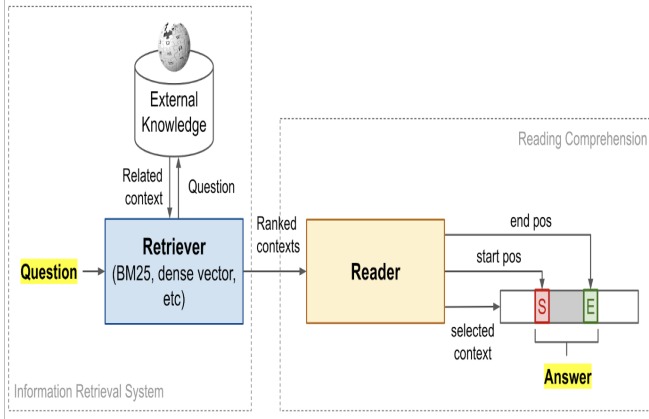 External
Knowledge
Reading Comprehension
Related
context
Question
Ranked
contexts
end pos
Retriever
(BM25, dense vector,
etc)
Question
Reader
start pos
S
E
selected
context
Answer
Information Retrieval System